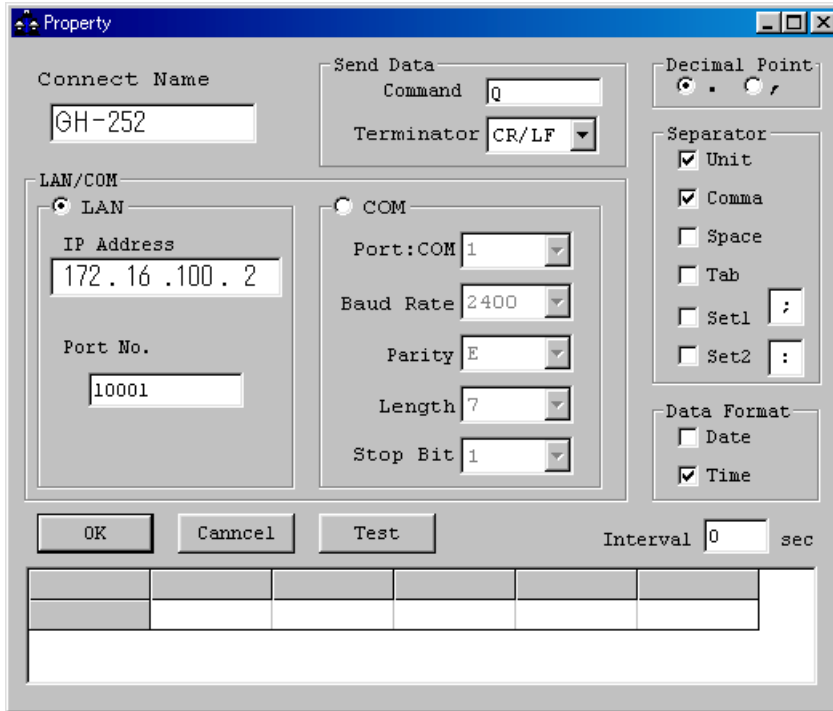 Property
Connect Name
GH-252
Send Data
Command Q
Terminator CR/LF
Decimal Point
. ,
Separator
Unit
Comma
Space
Tab
Set1 ;
Set2 :
LAN/COM
LAN
IP Address
172 . 16 .100 . 2
Port No.
10001
COM
Port:COM 1
Baud Rate 2400
Parity E
Length 7
Stop Bit 1
Data Format
Date
Time
OK Canncel Test
Interval 0 sec